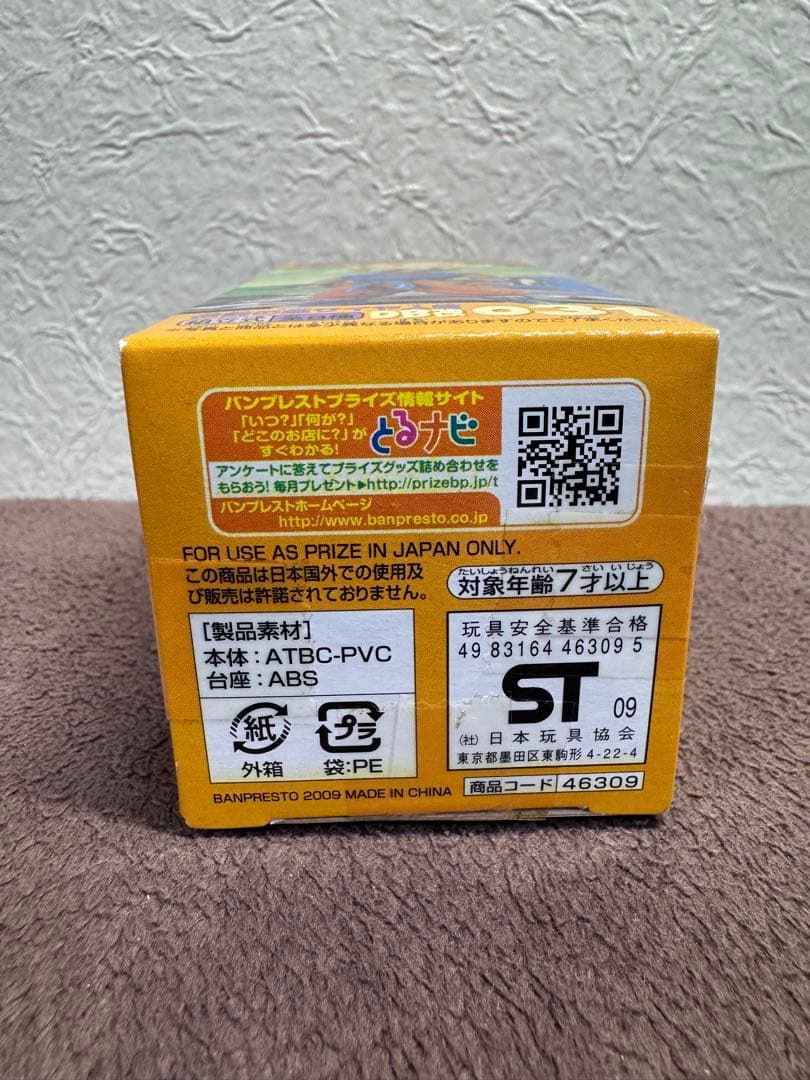 バンプレストプライズ情報サイト
「いつ?」「何が?」
「どこのお店に?」が
すぐわかる!
とるナビ
アンケートに答えてプライズグッズ詰め合わせを
もらおう! 毎月プレゼント▶http://prizebp.jp/t
バンプレストホームページ
http://www.banpresto.co.jp
FOR USE AS PRIZE IN JAPAN ONLY.
この商品は日本国外での使用及
び販売は許諾されておりません。
たいしょうねんれい さい いじょう
対象年齢7才以上
[製品素材]
本体:ATBC-PVC
台座:ABS
紙
外箱
プラ
袋:PE
玩具安全基準合格
49 83164 46309 5
ST 09
(社)日本玩具協会
東京都墨田区東駒形 4-22-4
BANPRESTO 2009 MADE IN CHINA
商品コード 46309